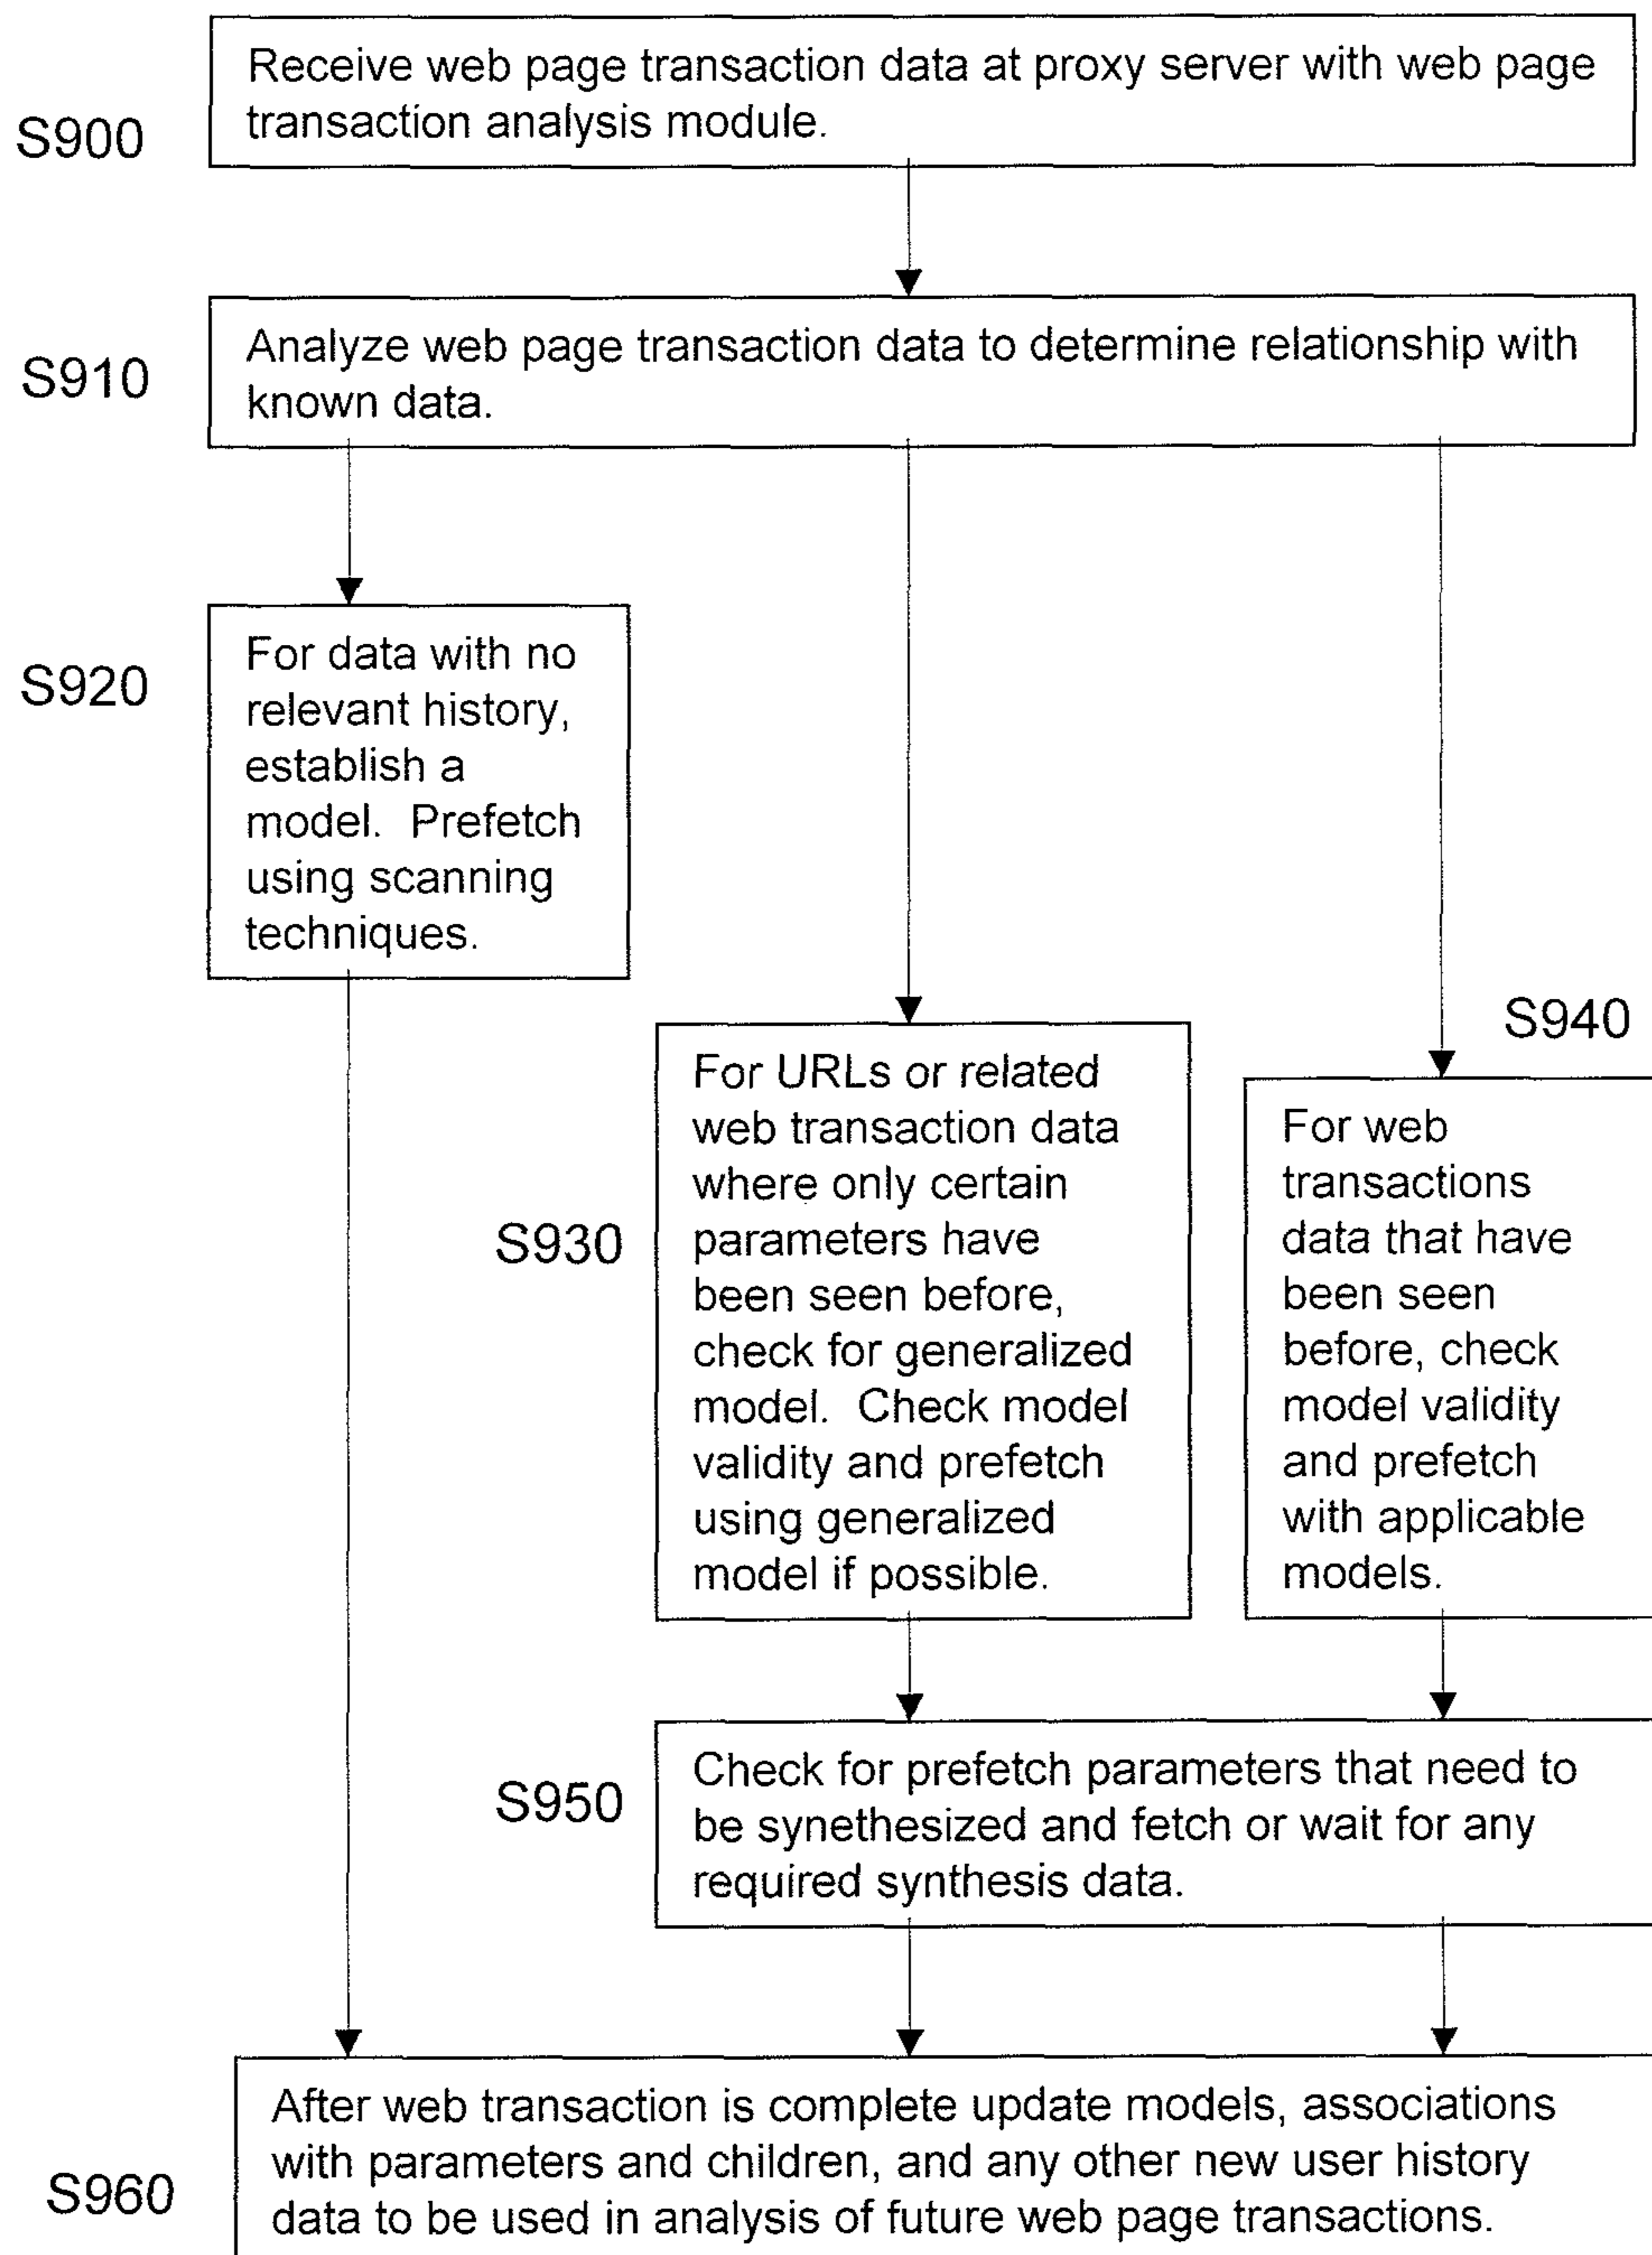 S900
Receive web page transaction data at proxy server with web page
transaction analysis module.
S910
Analyze web page transaction data to determine relationship with
known data.
S920
For data with no
relevant history,
establish a
model. Prefetch
using scanning
techniques.
S930
For URLs or related
web transaction data
where only certain
parameters have
been seen before,
check for generalized
model. Check model
validity and prefetch
using generalized
model if possible.
S940
For web
transactions
data that have
been seen
before, check
model validity
and prefetch
with applicable
models.
S950
Check for prefetch parameters that need to
be synethesized and fetch or wait for any
required synthesis data.
S960
After web transaction is complete update models, associations
with parameters and children, and any other new user history
data to be used in analysis of future web page transactions.